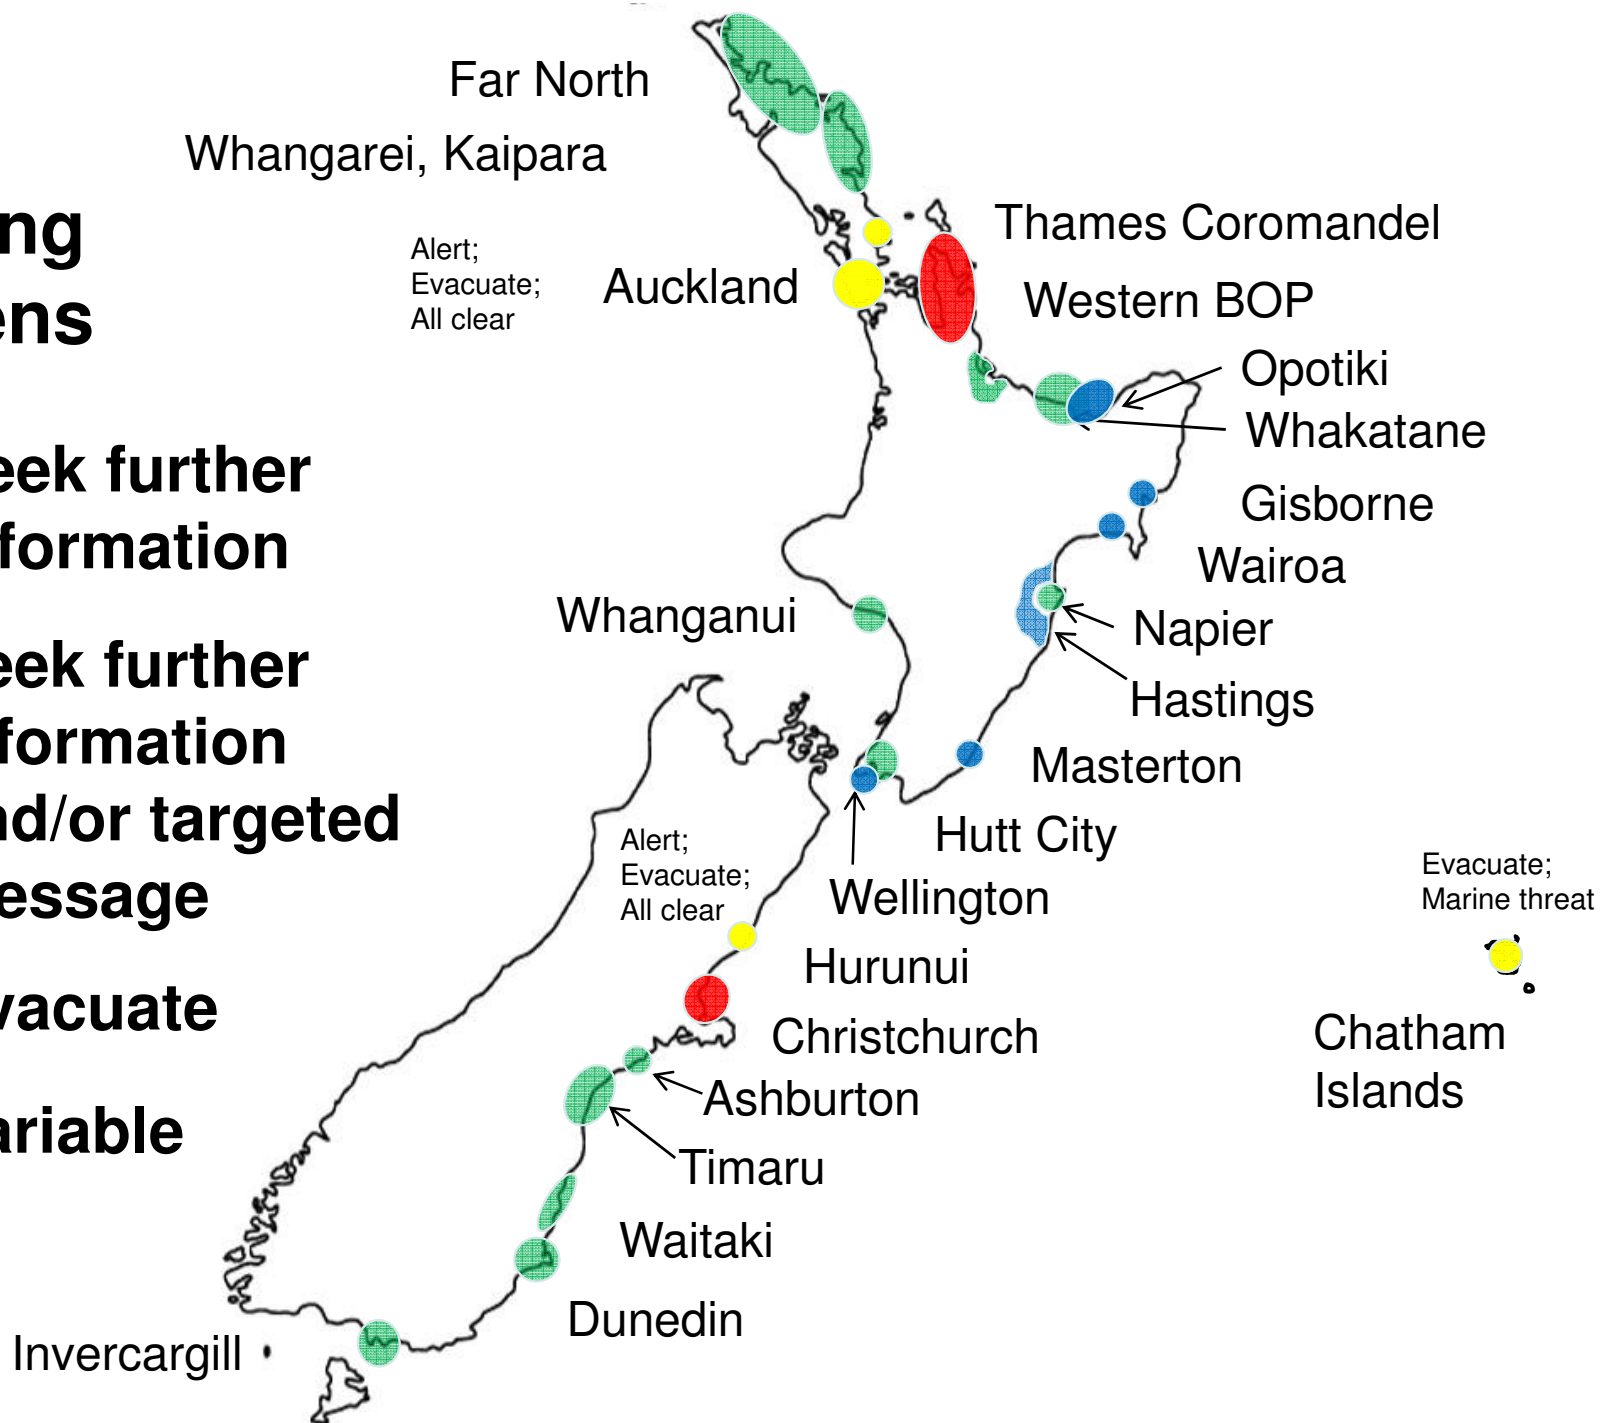 Far North
Whangarei, Kaipara
ng
ens
Alert;
Evacuate;
All clear
Auckland
Thames Coromandel
Western BOP
Opotiki
Whakatane
Gisborne
Wairoa
Napier
Hastings
Masterton
Whanganui
eek further
formation
eek further
formation
nd/or targeted
essage
vacuate
ariable
Hutt City
Wellington
Alert;
Evacuate;
All clear
Hurunui
Christchurch
Ashburton
Timaru
Waitaki
Dunedin
Invercargill
Evacuate;
Marine threat
Chatham
Islands